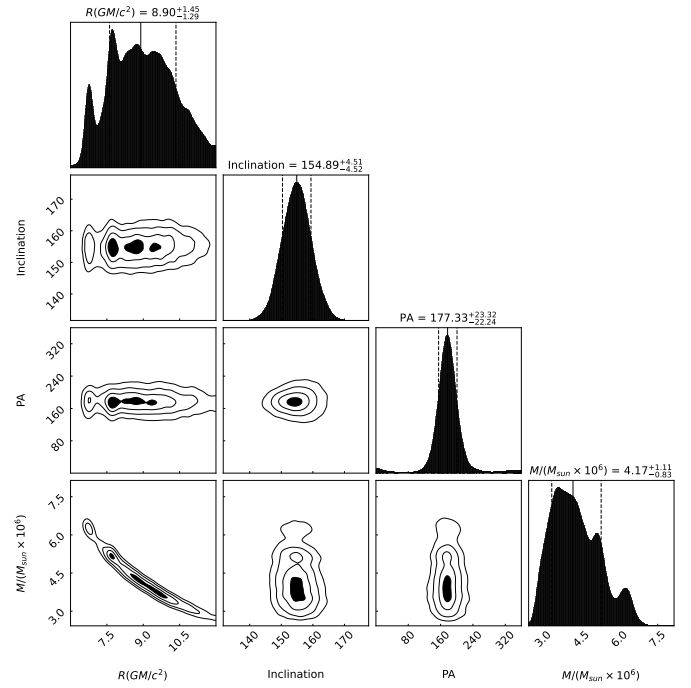 R(GM/c²) = 8.90+1.45−1.29
Inclination = 154.89+4.51−4.52
PA = 177.33+23.32−22.24
M/(Msun × 10⁶) = 4.17+1.11−0.83
Inclination
170
160
150
140
PA
320
240
160
80
M/(Msun × 10⁶)
7.5
6.0
4.5
3.0
7.5 9.0 10.5
140 150 160 170
80 160 240 320
3.0 4.5 6.0 7.5
R(GM/c²) Inclination PA M/(Msun × 10⁶)